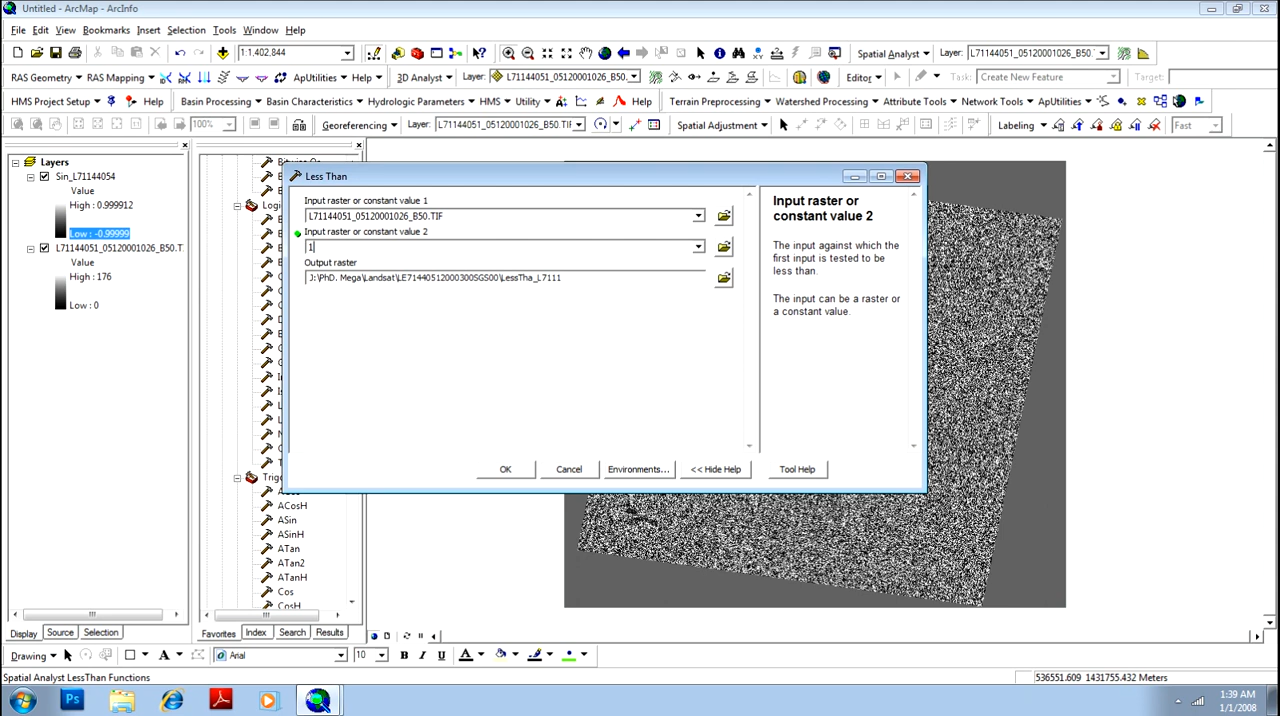 Untitled - ArcMap - ArcInfo
File Edit View Bookmarks Insert Selection Tools Window Help
1:1.402.844 Spatial Analyst Layer: L71144051_05120001026_B50.T
RAS Geometry RAS Mapping ApUtilities Help 3D Analyst Layer: L71144051_05120001026_B50. Editor Task: Create New Feature Target:
HMS Project Setup Help Basin Processing Basin Characteristics Hydrologic Parameters HMS Utility Help Terrain Preprocessing Watershed Processing Attribute Tools Network Tools ApUtilities
100% Georeferencing Layer: L71144051_05120001026_B50.TIF Spatial Adjustment Labeling Fast
Layers
Sin_L71144054
Value
High : 0.999912
Low : -0.99999
L71144051_05120001026_B50.T
Value
High : 176
Low : 0
Logi
Trig
ACosH
ASin
ASinH
ATan
ATan2
ATanH
Cos
CosH
Less Than
Input raster or constant value 1
L71144051_05120001026_B50.TIF
Input raster or constant value 2
1
Output raster
J:\PhD. Mega\Landsat\LE71440512000300SGS00\LessTha_L7111
OK Cancel Environments... << Hide Help Tool Help
Input raster or
constant value 2
The input against which the
first input is tested to be
less than.
The input can be a raster or
a constant value.
Display Source Selection
Favorites Index Search Results
Drawing A Arial 10 B I U A
Spatial Analyst LessThan Functions
536551.609 1431755.432 Meters
Ps
1:39 AM
1/1/2008